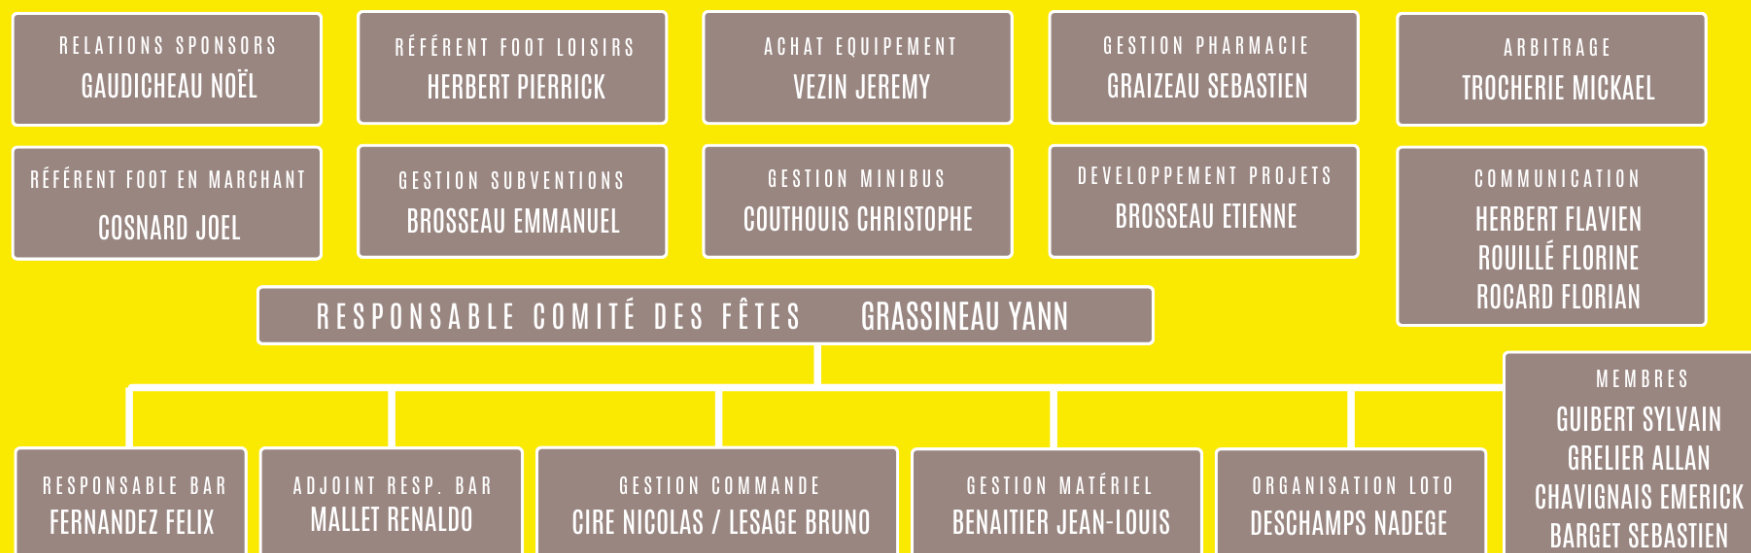 RELATIONS SPONSORS
GAUDICHEAU NOËL
RÉFÉRENT FOOT LOISIRS
HERBERT PIERRICK
ACHAT EQUIPEMENT
VEZIN JEREMY
GESTION PHARMACIE
GRAIZEAU SEBASTIEN
ARBITRAGE
TROCHERIE MICKAEL
RÉFÉRENT FOOT EN MARCHANT
COSNARD JOEL
GESTION SUBVENTIONS
BROSSEAU EMMANUEL
GESTION MINIBUS
COUTHOUIS CHRISTOPHE
DEVELOPPEMENT PROJETS
BROSSEAU ETIENNE
COMMUNICATION
HERBERT FLAVIEN
ROUILLÉ FLORINE
ROCARD FLORIAN
RESPONSABLE COMITÉ DES FÊTES GRASSINEAU YANN
RESPONSABLE BAR
FERNANDEZ FELIX
ADJOINT RESP. BAR
MALLET RENALDO
GESTION COMMANDE
CIRE NICOLAS / LESAGE BRUNO
GESTION MATÉRIEL
BENAITIER JEAN-LOUIS
ORGANISATION LOTO
DESCHAMPS NADEGE
MEMBRES
GUIBERT SYLVAIN
GRELIER ALLAN
CHAVIGNAIS EMERICK
BARGET SEBASTIEN